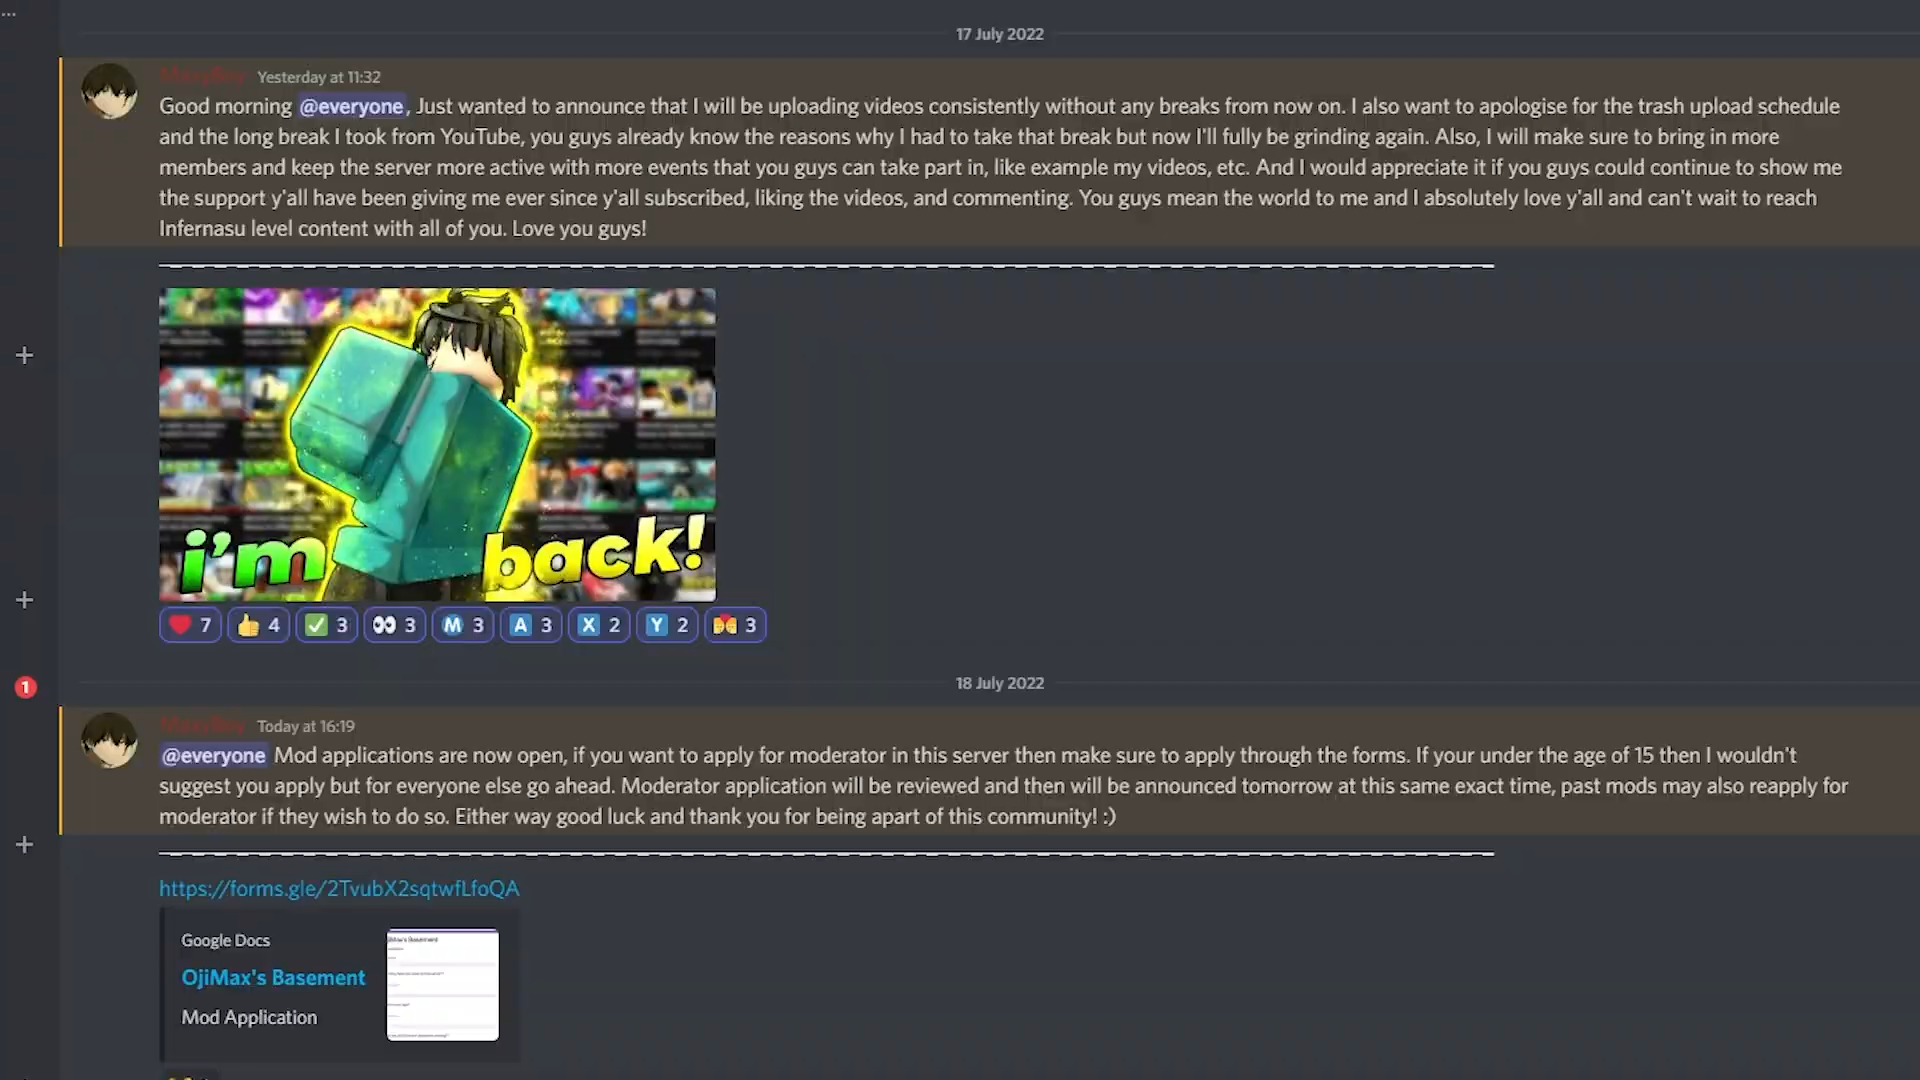 17 July 2022
Yesterday at 11:32
Good morning @everyone, Just wanted to announce that I will be uploading videos consistently without any breaks from now on. I also want to apologise for the trash upload schedule
and the long break I took from YouTube, you guys already know the reasons why I had to take that break but now I'll fully be grinding again. Also, I will make sure to bring in more
members and keep the server more active with more events that you guys can take part in, like example my videos, etc. And I would appreciate it if you guys could continue to show me
the support y'all have been giving me ever since y'all subscribed, liking the videos, and commenting. You guys mean the world to me and I absolutely love y'all and can't wait to reach
Infernasu level content with all of you. Love you guys!
i'm back!
7 4 3 3 M 3 A 3 X 2 Y 2 3
18 July 2022
1
Today at 16:19
@everyone Mod applications are now open, if you want to apply for moderator in this server then make sure to apply through the forms. If your under the age of 15 then I wouldn't
suggest you apply but for everyone else go ahead. Moderator application will be reviewed and then will be announced tomorrow at this same exact time, past mods may also reapply for
moderator if they wish to do so. Either way good luck and thank you for being apart of this community! :)
https://forms.gle/2TvubX2sqtwfLfoQA
Google Docs
OjiMax's Basement
Mod Application